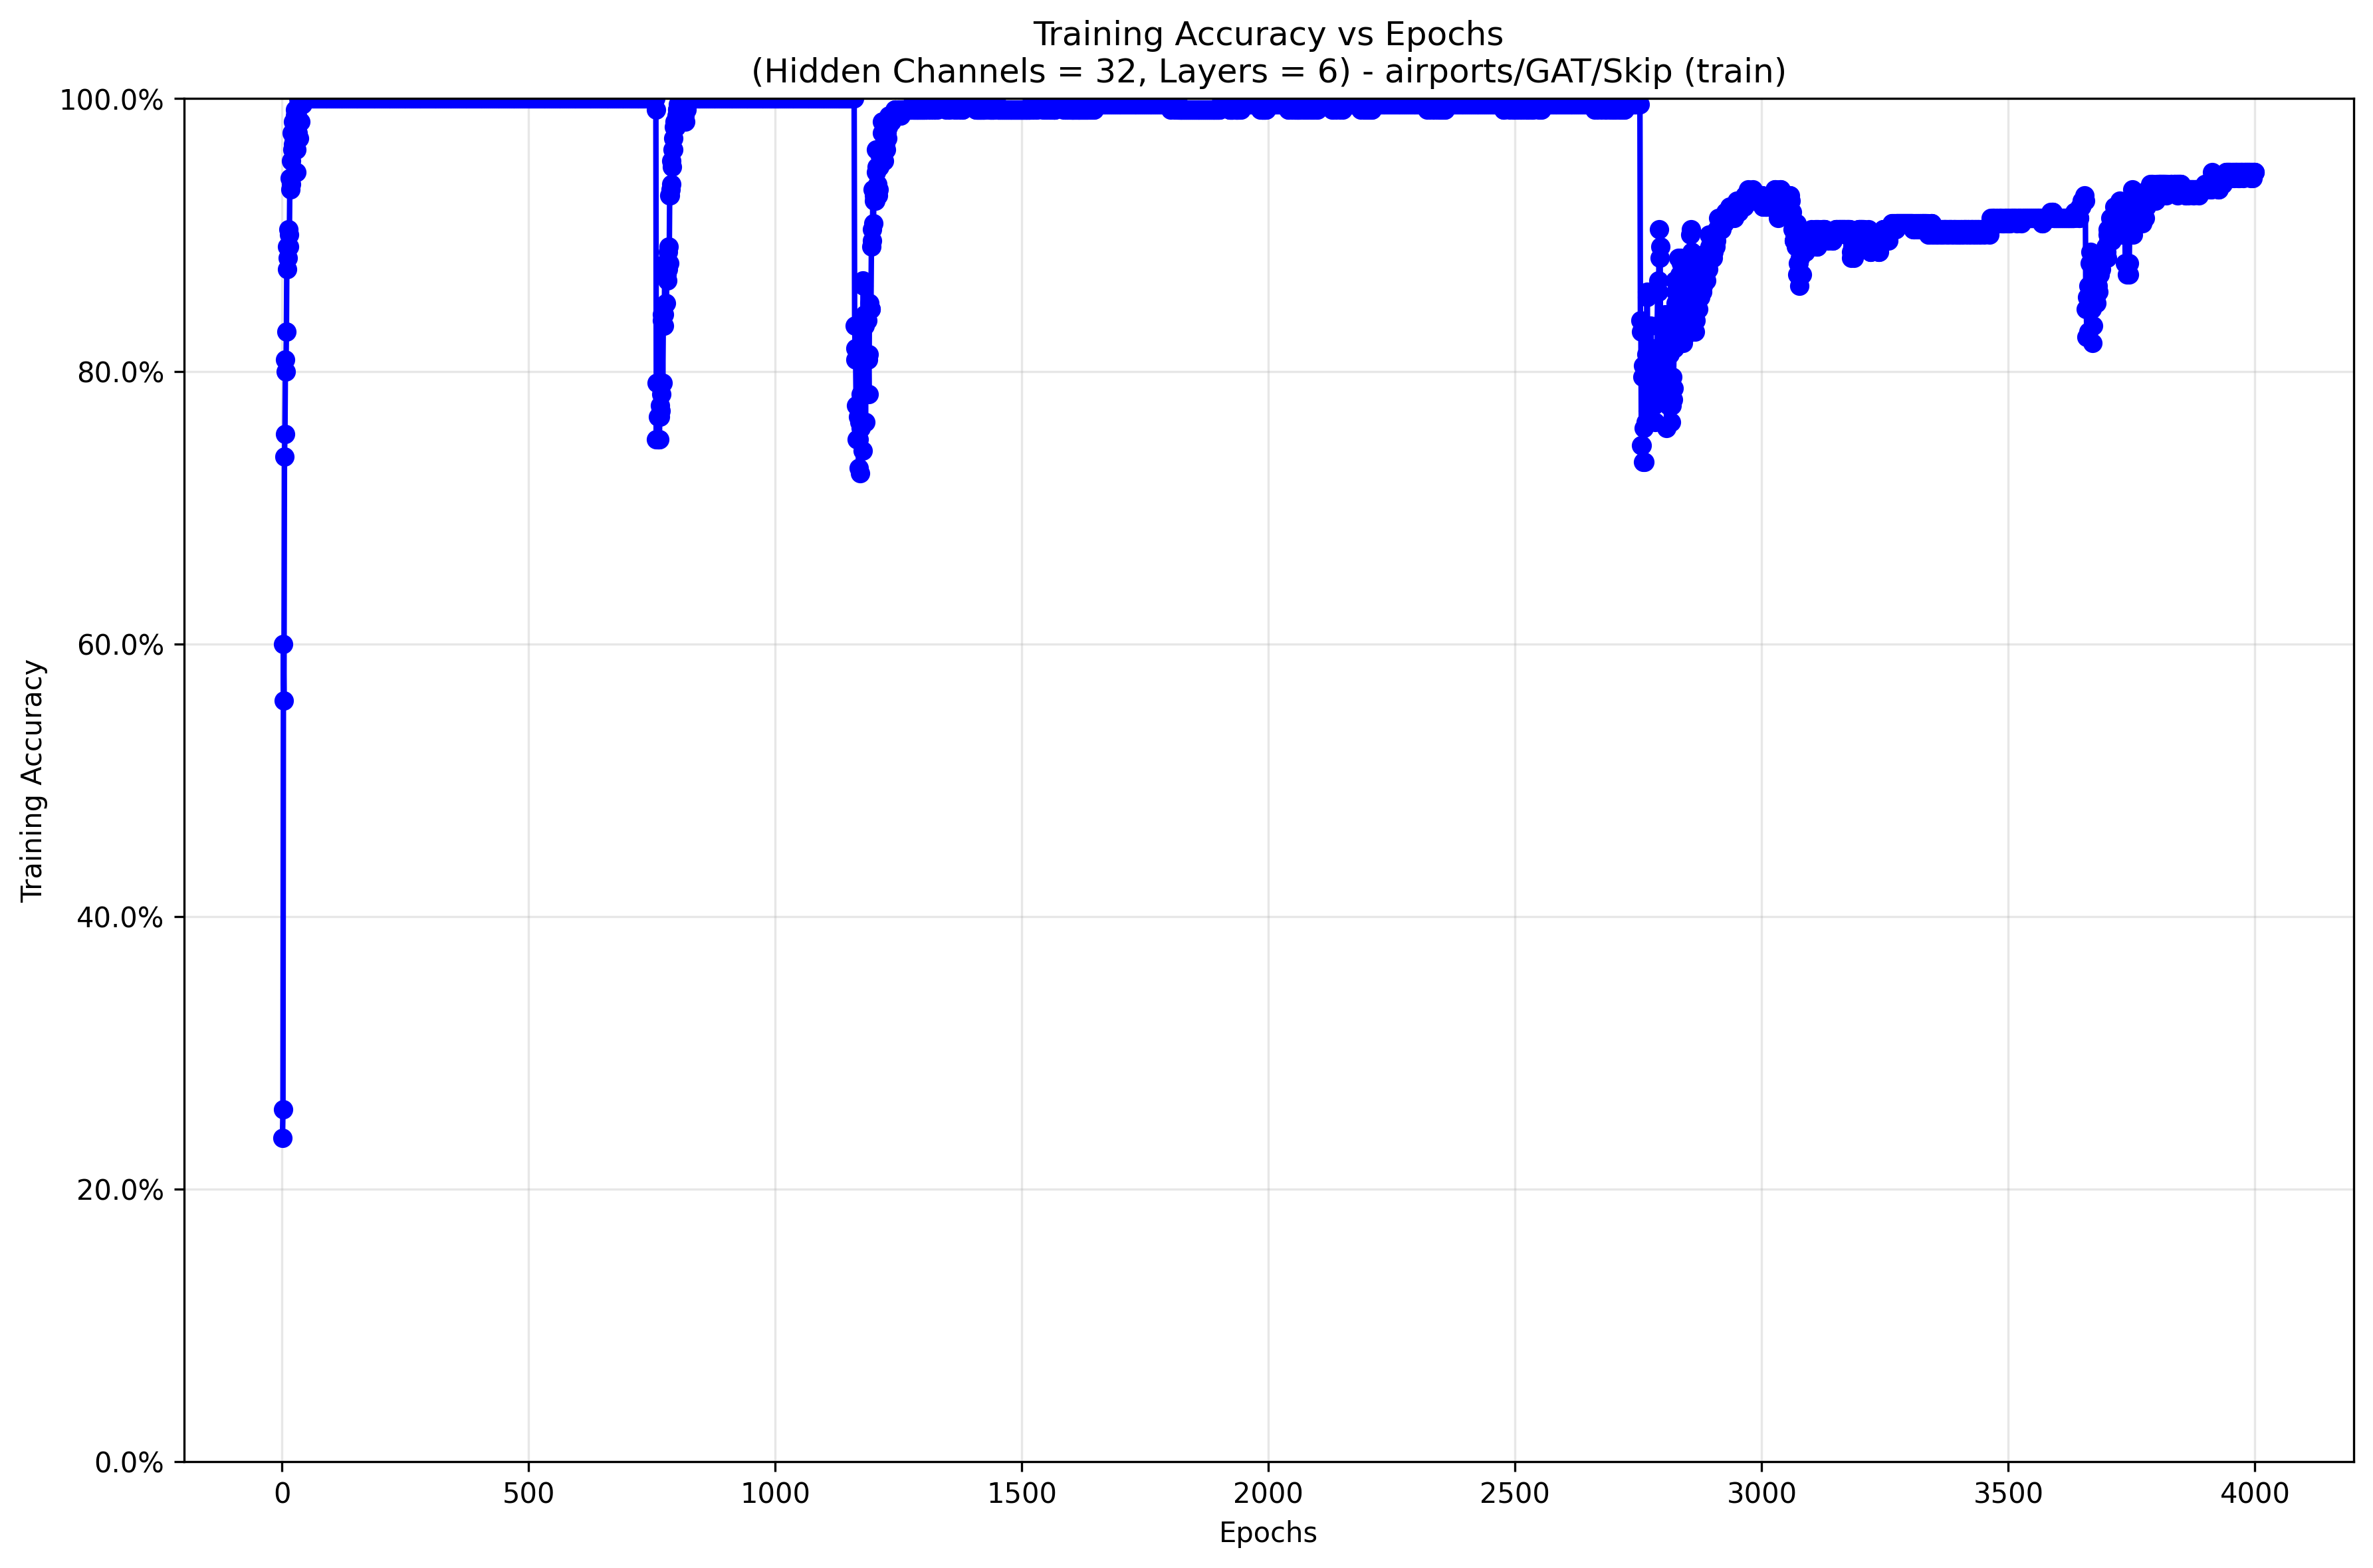 Training Accuracy vs Epochs
(Hidden Channels = 32, Layers = 6) - airports/GAT/Skip (train)
100.0%
80.0%
60.0%
40.0%
20.0%
0.0%
Training Accuracy
0 500 1000 1500 2000 2500 3000 3500 4000
Epochs